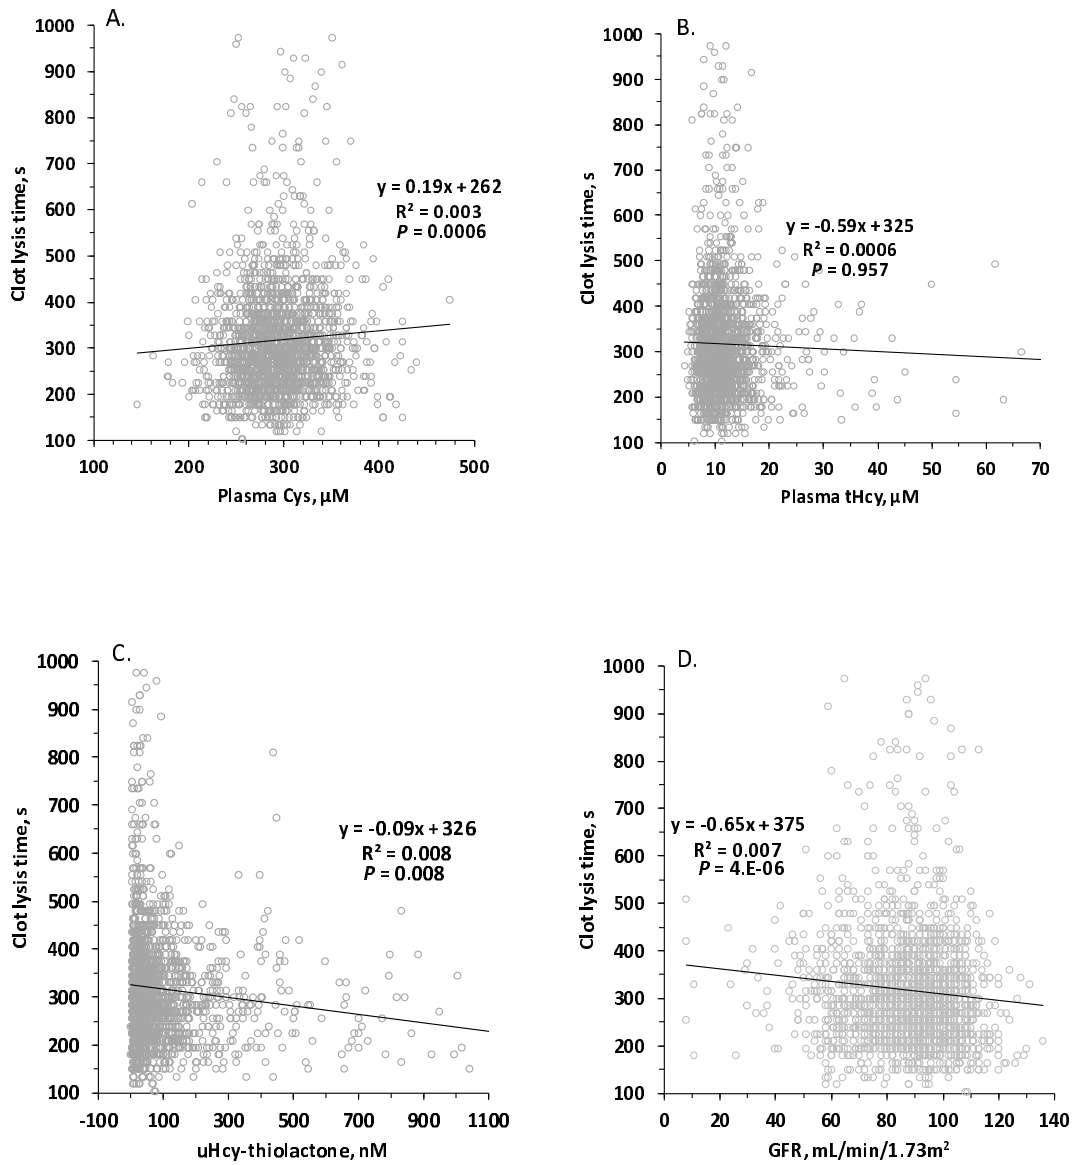 A.
1000
900
800
700
600
500
400
300
200
100
Clot lysis time, s
y = 0.19x + 262
R² = 0.003
P = 0.0006
100 200 300 400 500
Plasma Cys, µM
B.
1000
900
800
700
600
500
400
300
200
100
Clot lysis time, s
y = -0.59x + 325
R² = 0.0006
P = 0.957
0 10 20 30 40 50 60 70
Plasma tHcy, µM
C.
1000
900
800
700
600
500
400
300
200
100
Clot lysis time, s
y = -0.09x + 326
R² = 0.008
P = 0.008
-100 100 300 500 700 900 1100
uHcy-thiolactone, nM
D.
1000
900
800
700
600
500
400
300
200
100
Clot lysis time, s
y = -0.65x + 375
R² = 0.007
P = 4.E-06
0 20 40 60 80 100 120 140
GFR, mL/min/1.73m²